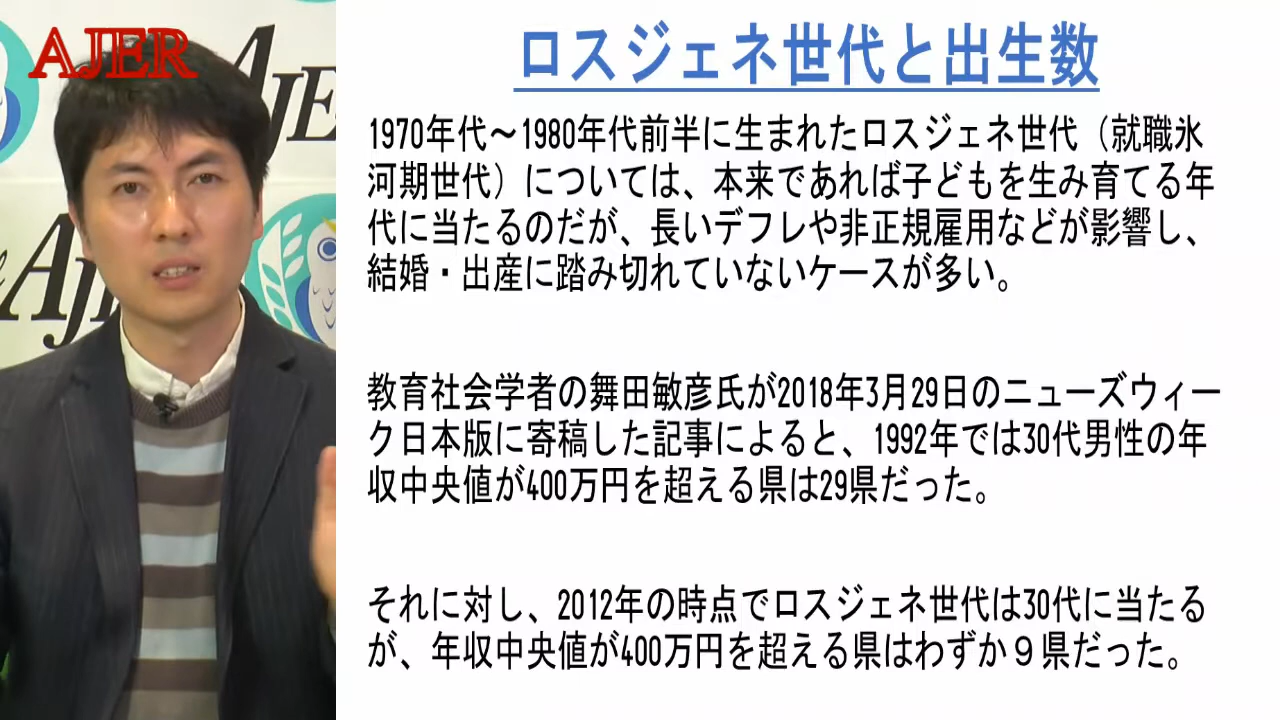 AJER
AJE
AJ
ロスジェネ世代と出生数
1970年代～1980年代前半に生まれたロスジェネ世代（就職氷
河期世代）については、本来であれば子どもを生み育てる年
代に当たるのだが、長いデフレや非正規雇用などが影響し、
結婚・出産に踏み切れていないケースが多い。
教育社会学者の舞田敏彦氏が2018年3月29日のニューズウィー
ク日本版に寄稿した記事によると、1992年では30代男性の年
収中央値が400万円を超える県は29県だった。
それに対し、2012年の時点でロスジェネ世代は30代に当たる
が、年収中央値が400万円を超える県はわずか９県だった。